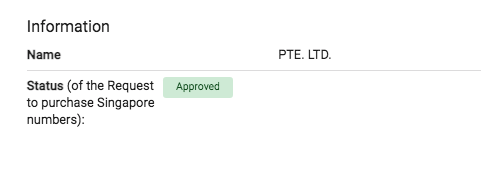 Information
Name PTE. LTD.
Status (of the Request Approved
to purchase Singapore
numbers):